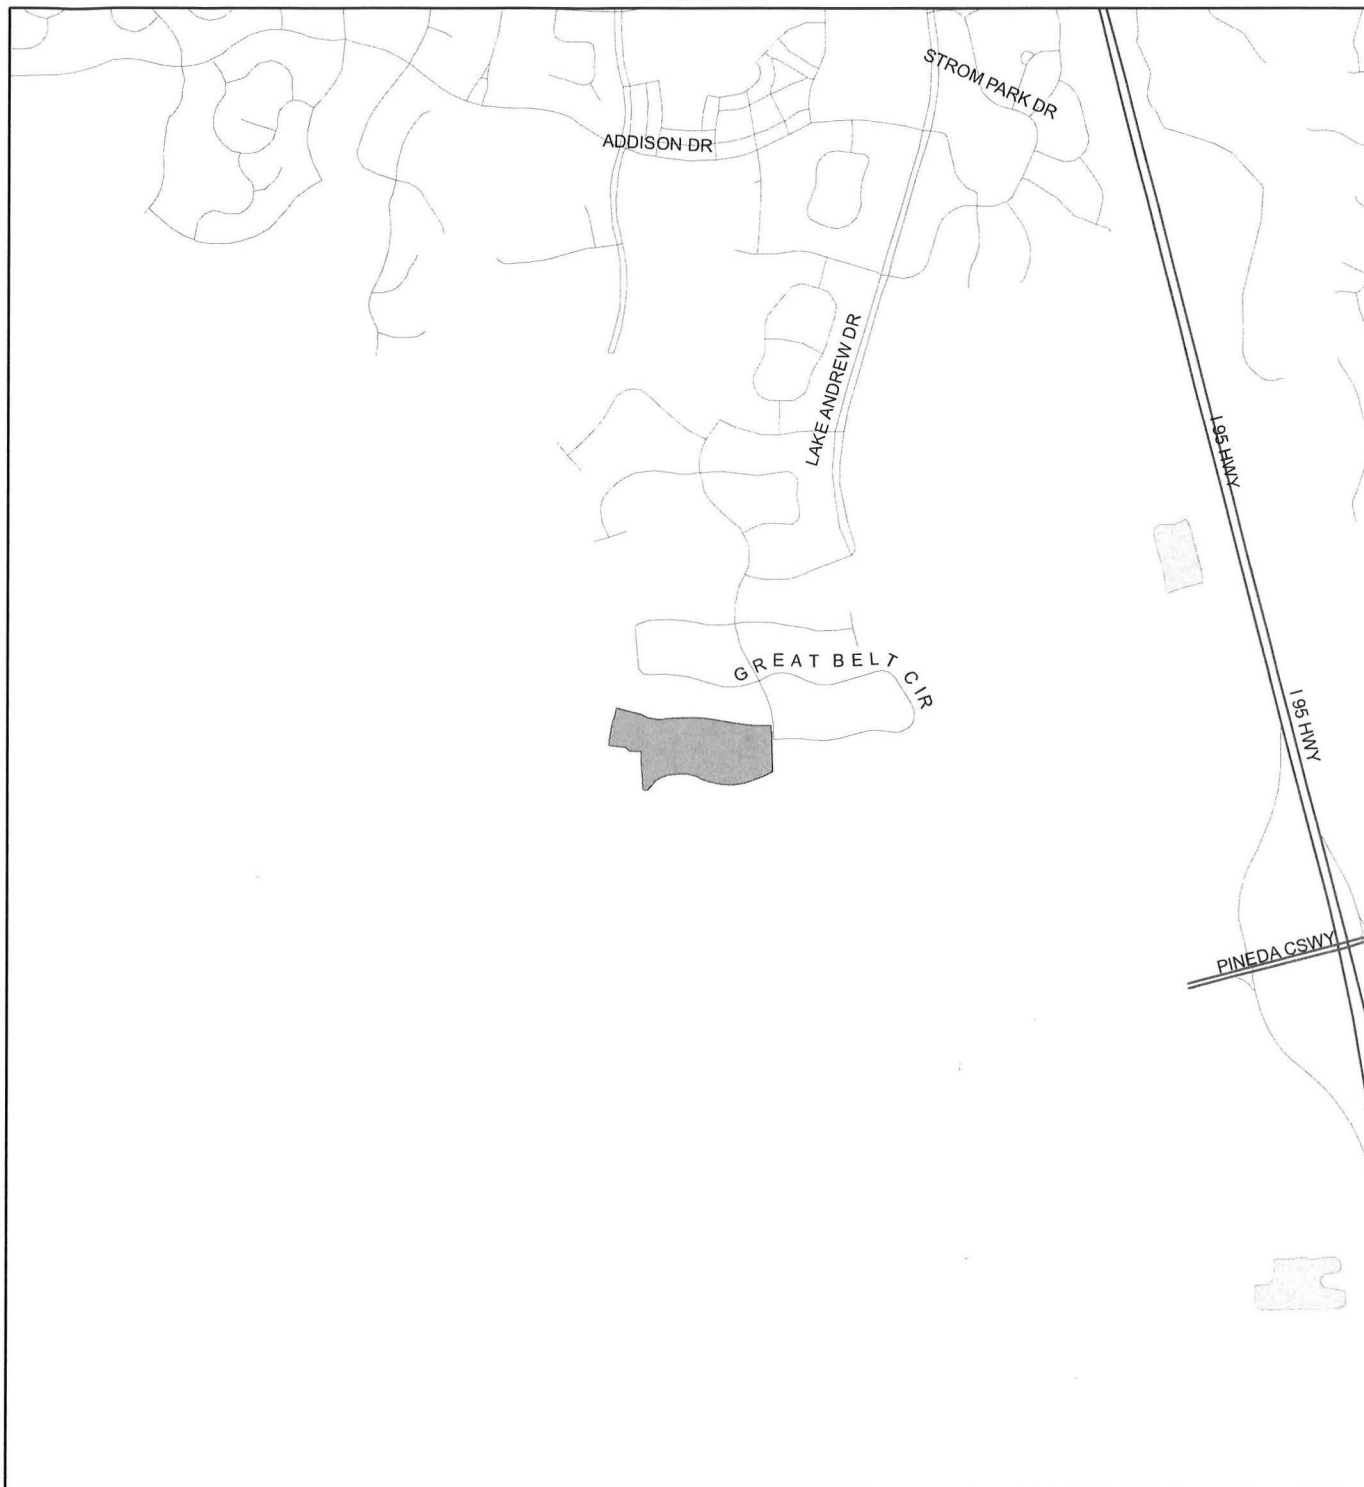 STROM PARK DR
ADDISON DR
LAKE ANDREW DR
I 95 HWY
GREAT BELT CIR
I 95 HWY
PINEDA CSWY